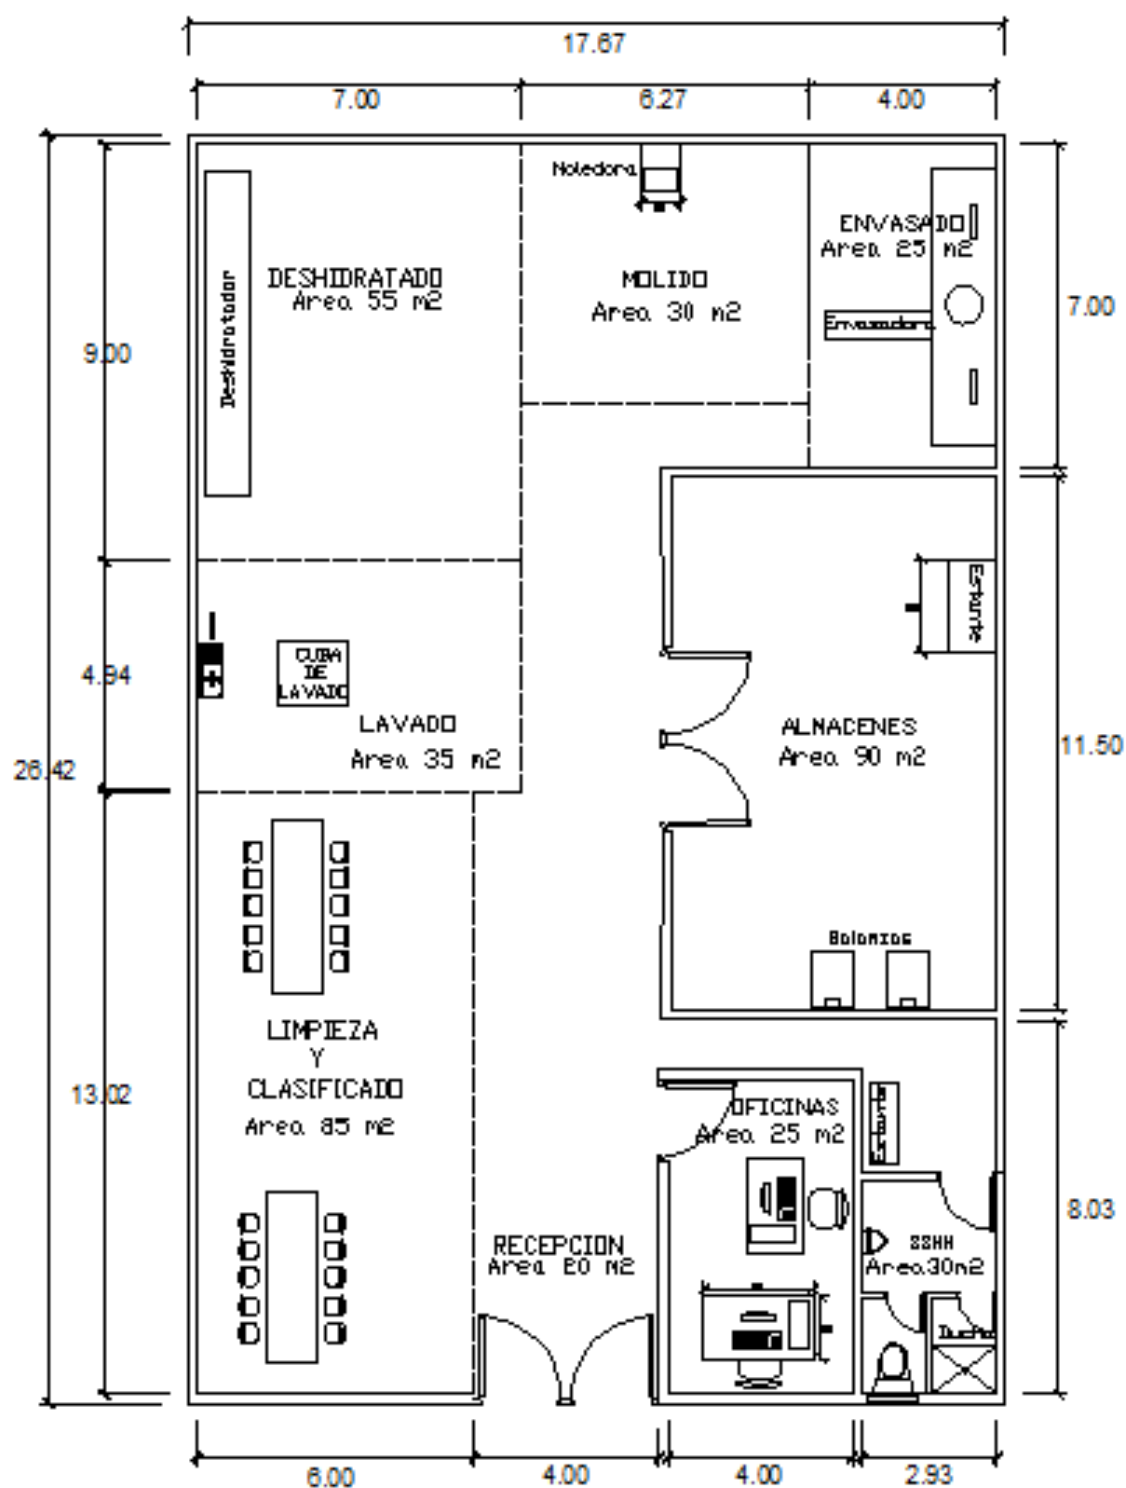 17.67
7.00
6.27
4.00
Moledora
ENVASADO
Area 25 m2
DESHIDRATADO
Area 55 m2
MOLIDO
Area 30 m2
7.00
Envasadora
Deshidratador
9.00
Estante
4.94
CUBA
DE
LAVADO
LAVADO
Area 35 m2
ALMACENES
Area 90 m2
11.50
26.42
Balanzas
LIMPIEZA
Y
CLASIFICADO
Area 85 m2
13.02
OFICINAS
Area 25 m2
Estante
8.03
RECEPCION
Area 20 m2
SSHH
Area30m2
Ducha
6.00
4.00
4.00
2.93